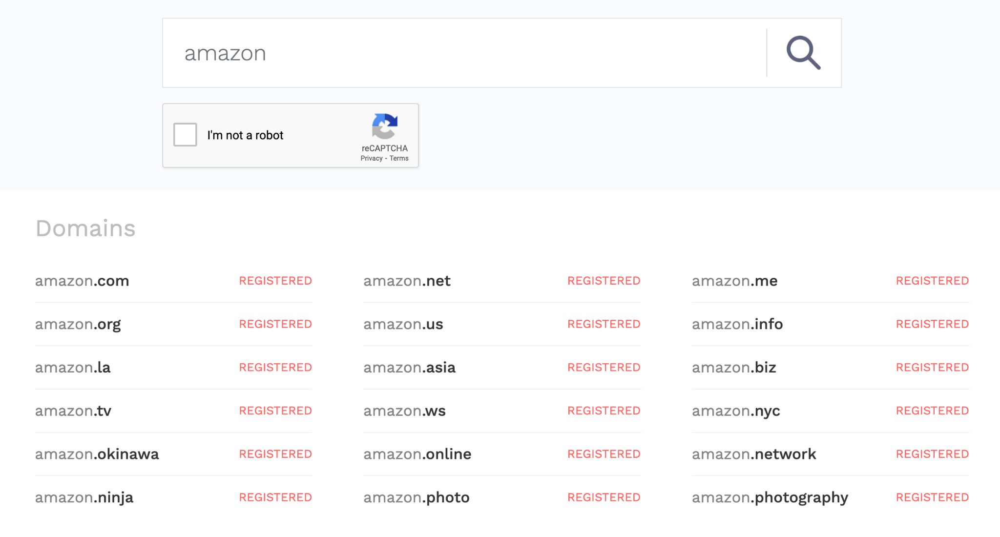 amazon
I'm not a robot
reCAPTCHA
Privacy - Terms
Domains
amazon.com REGISTERED amazon.net REGISTERED amazon.me REGISTERED
amazon.org REGISTERED amazon.us REGISTERED amazon.info REGISTERED
amazon.la REGISTERED amazon.asia REGISTERED amazon.biz REGISTERED
amazon.tv REGISTERED amazon.ws REGISTERED amazon.nyc REGISTERED
amazon.okinawa REGISTERED amazon.online REGISTERED amazon.network REGISTERED
amazon.ninja REGISTERED amazon.photo REGISTERED amazon.photography REGISTERED